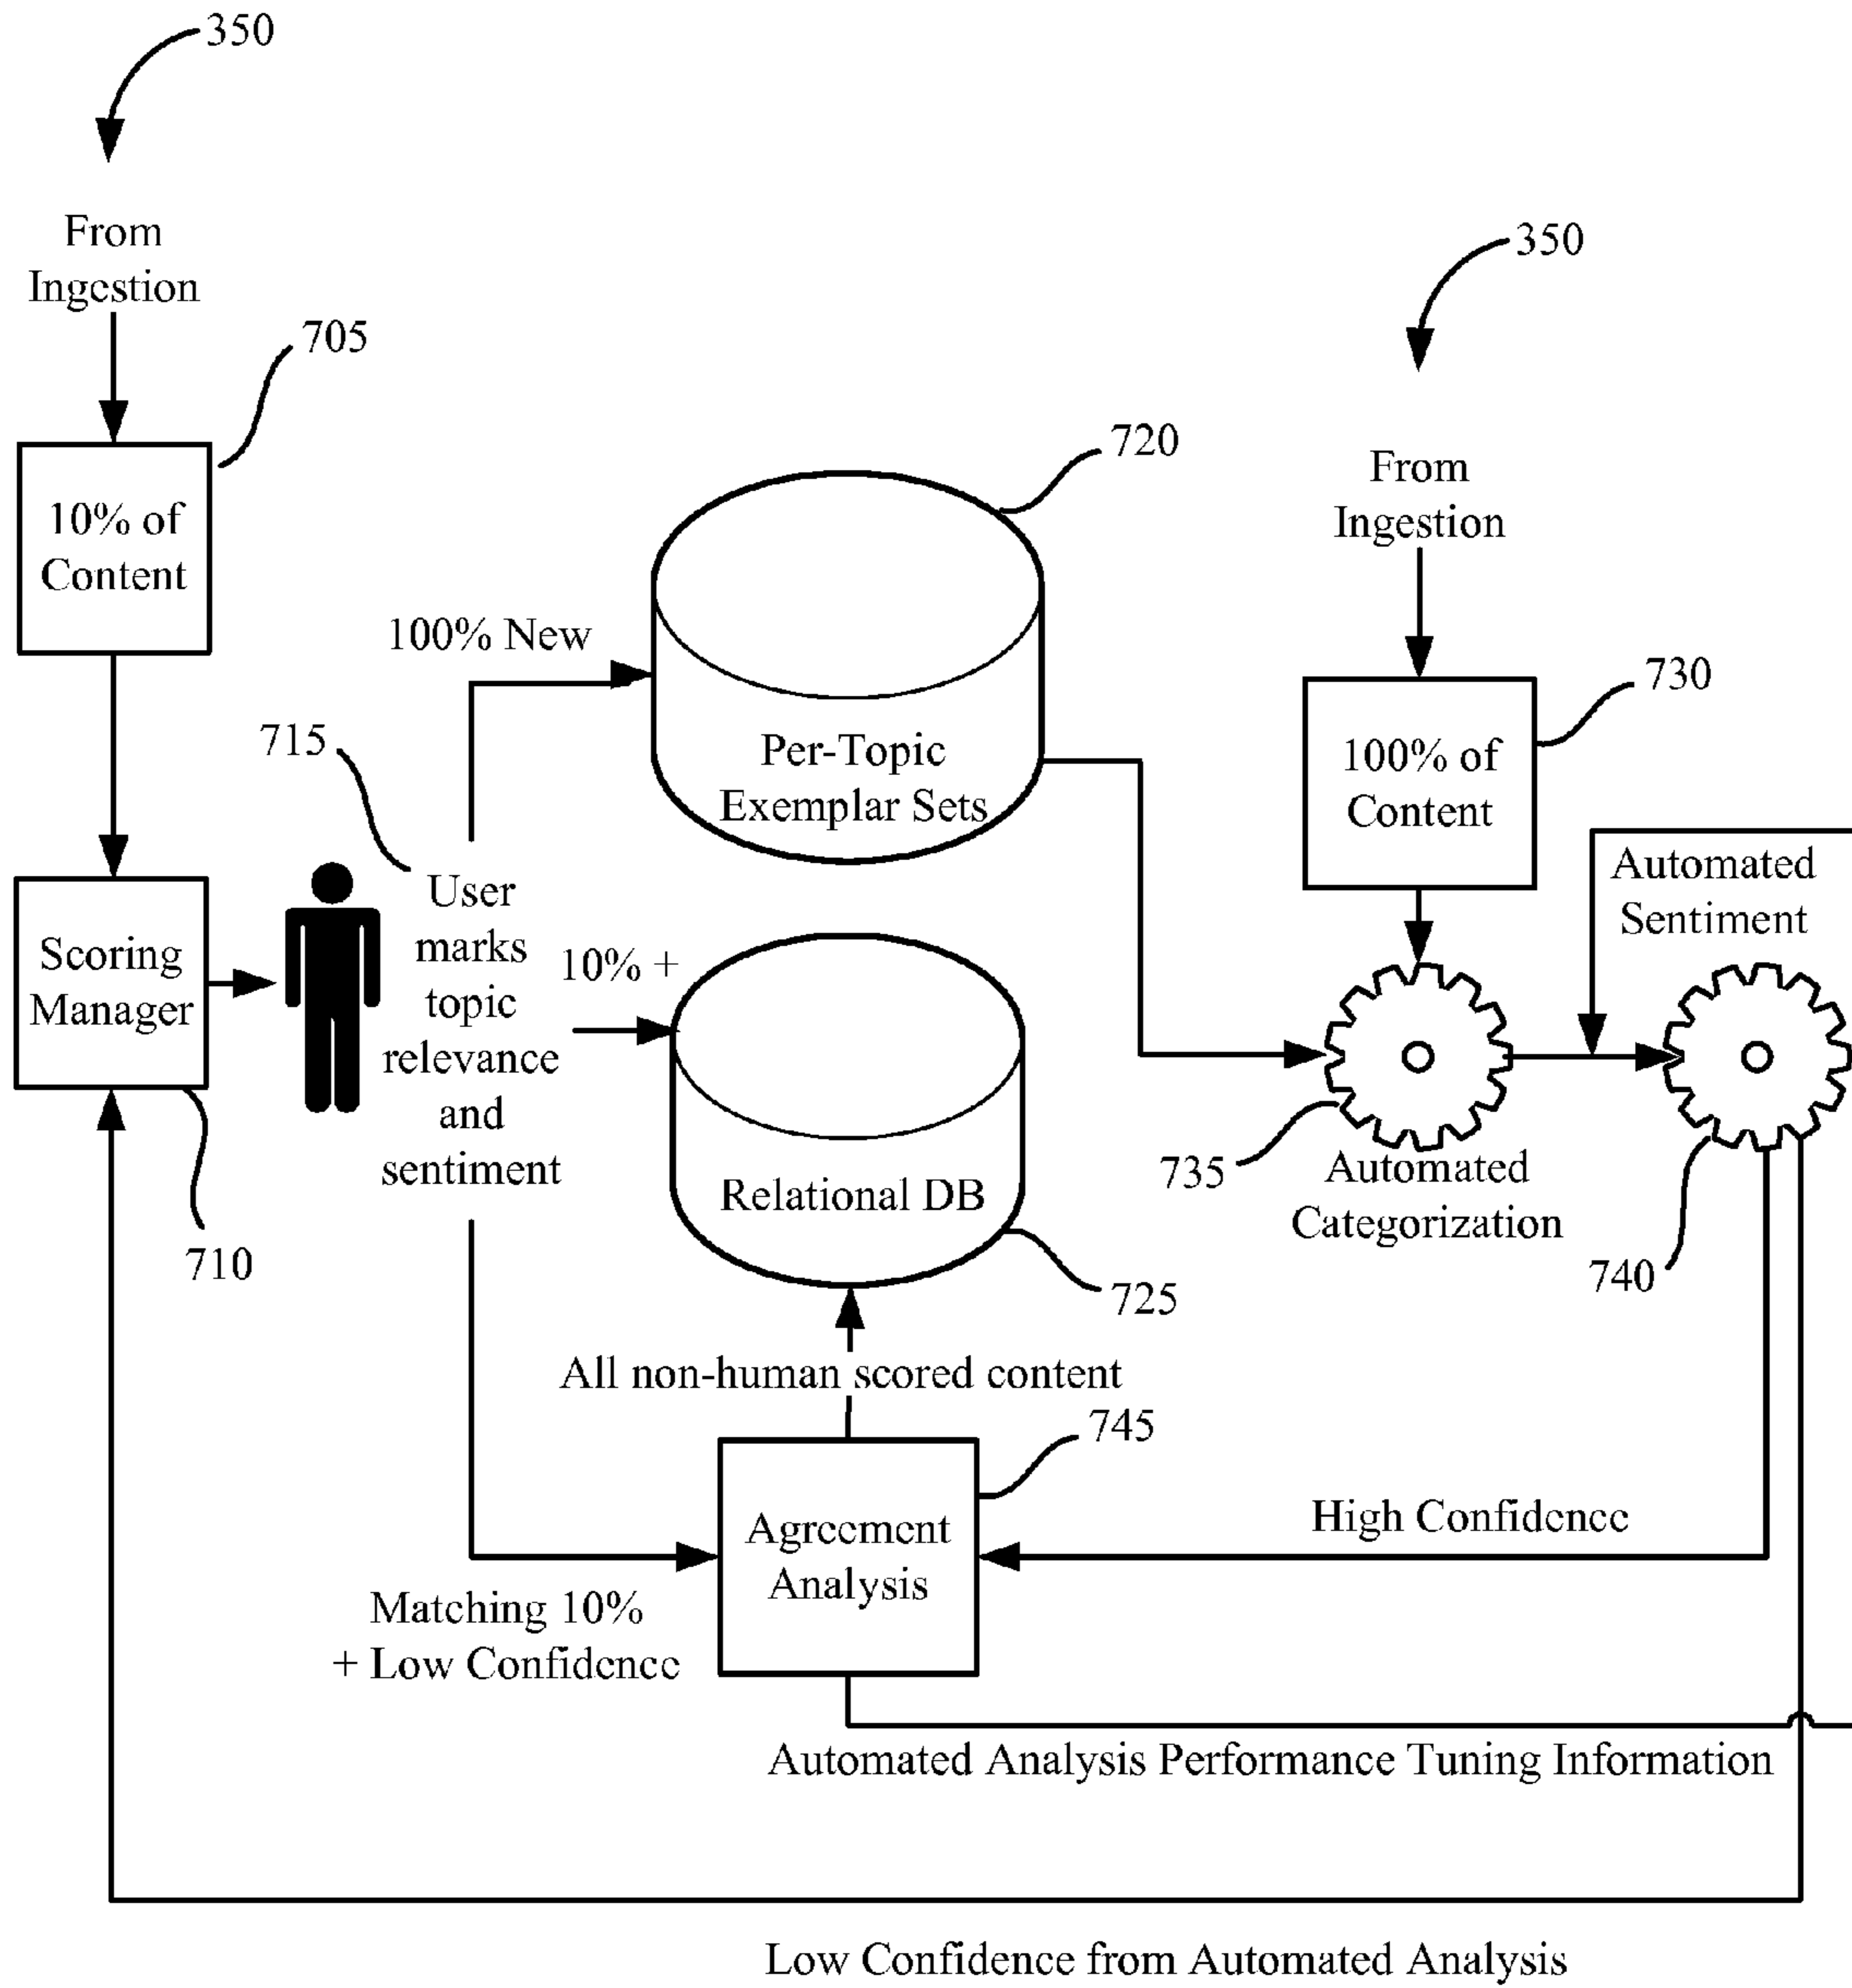 350
From
Ingestion
705
10% of
Content
350
From
Ingestion
720
730
100% of
Content
100% New
Per-Topic
Exemplar Sets
715
User
marks
topic
relevance
and
sentiment
Scoring
Manager
710
10% +
Relational DB
725
Automated
Sentiment
735
Automated
Categorization
740
All non-human scored content
745
Agreement
Analysis
High Confidence
Matching 10%
+ Low Confidence
Automated Analysis Performance Tuning Information
Low Confidence from Automated Analysis